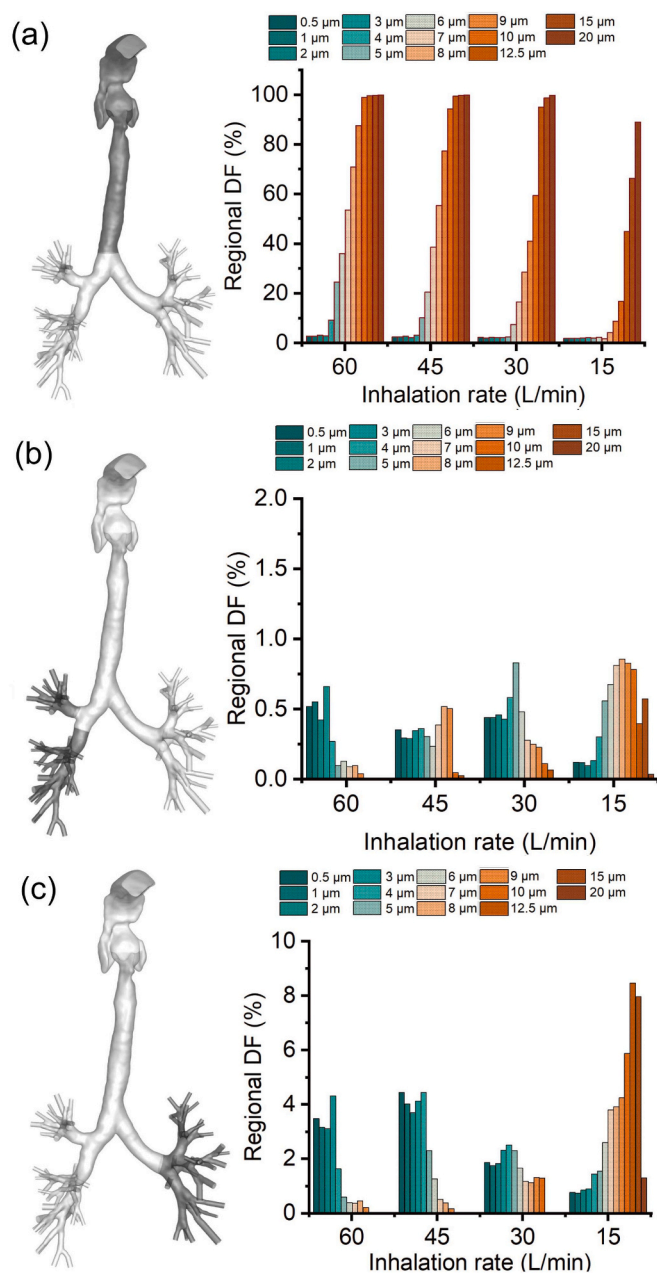 (a)
0.5 µm 3 µm 6 µm 9 µm 15 µm
1 µm 4 µm 7 µm 10 µm 20 µm
2 µm 5 µm 8 µm 12.5 µm
100
80
60
40
20
0
Regional DF (%)
60 45 30 15
Inhalation rate (L/min)
(b)
0.5 µm 3 µm 6 µm 9 µm 15 µm
1 µm 4 µm 7 µm 10 µm 20 µm
2 µm 5 µm 8 µm 12.5 µm
2.0
1.5
1.0
0.5
0.0
Regional DF (%)
60 45 30 15
Inhalation rate (L/min)
(c)
0.5 µm 3 µm 6 µm 9 µm 15 µm
1 µm 4 µm 7 µm 10 µm 20 µm
2 µm 5 µm 8 µm 12.5 µm
10
8
6
4
2
0
Regional DF (%)
60 45 30 15
Inhalation rate (L/min)